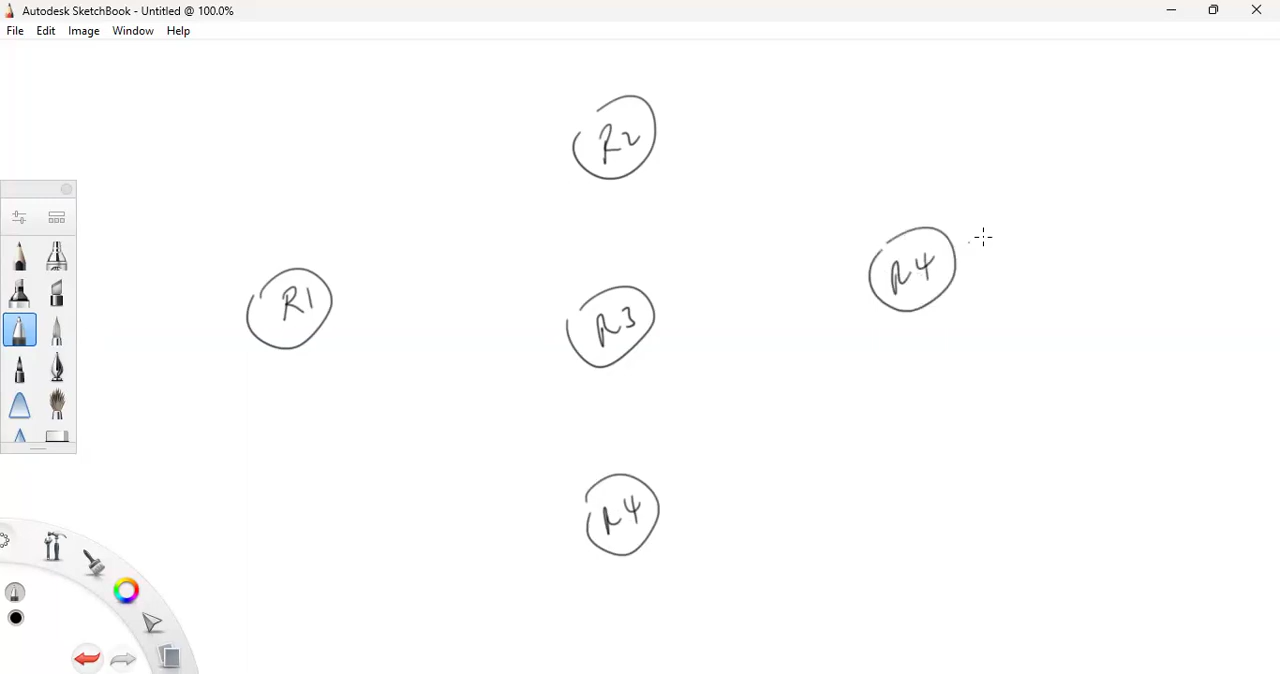 Autodesk SketchBook - Untitled @ 100.0%
File Edit Image Window Help
R2
R4
R1
R3
R4